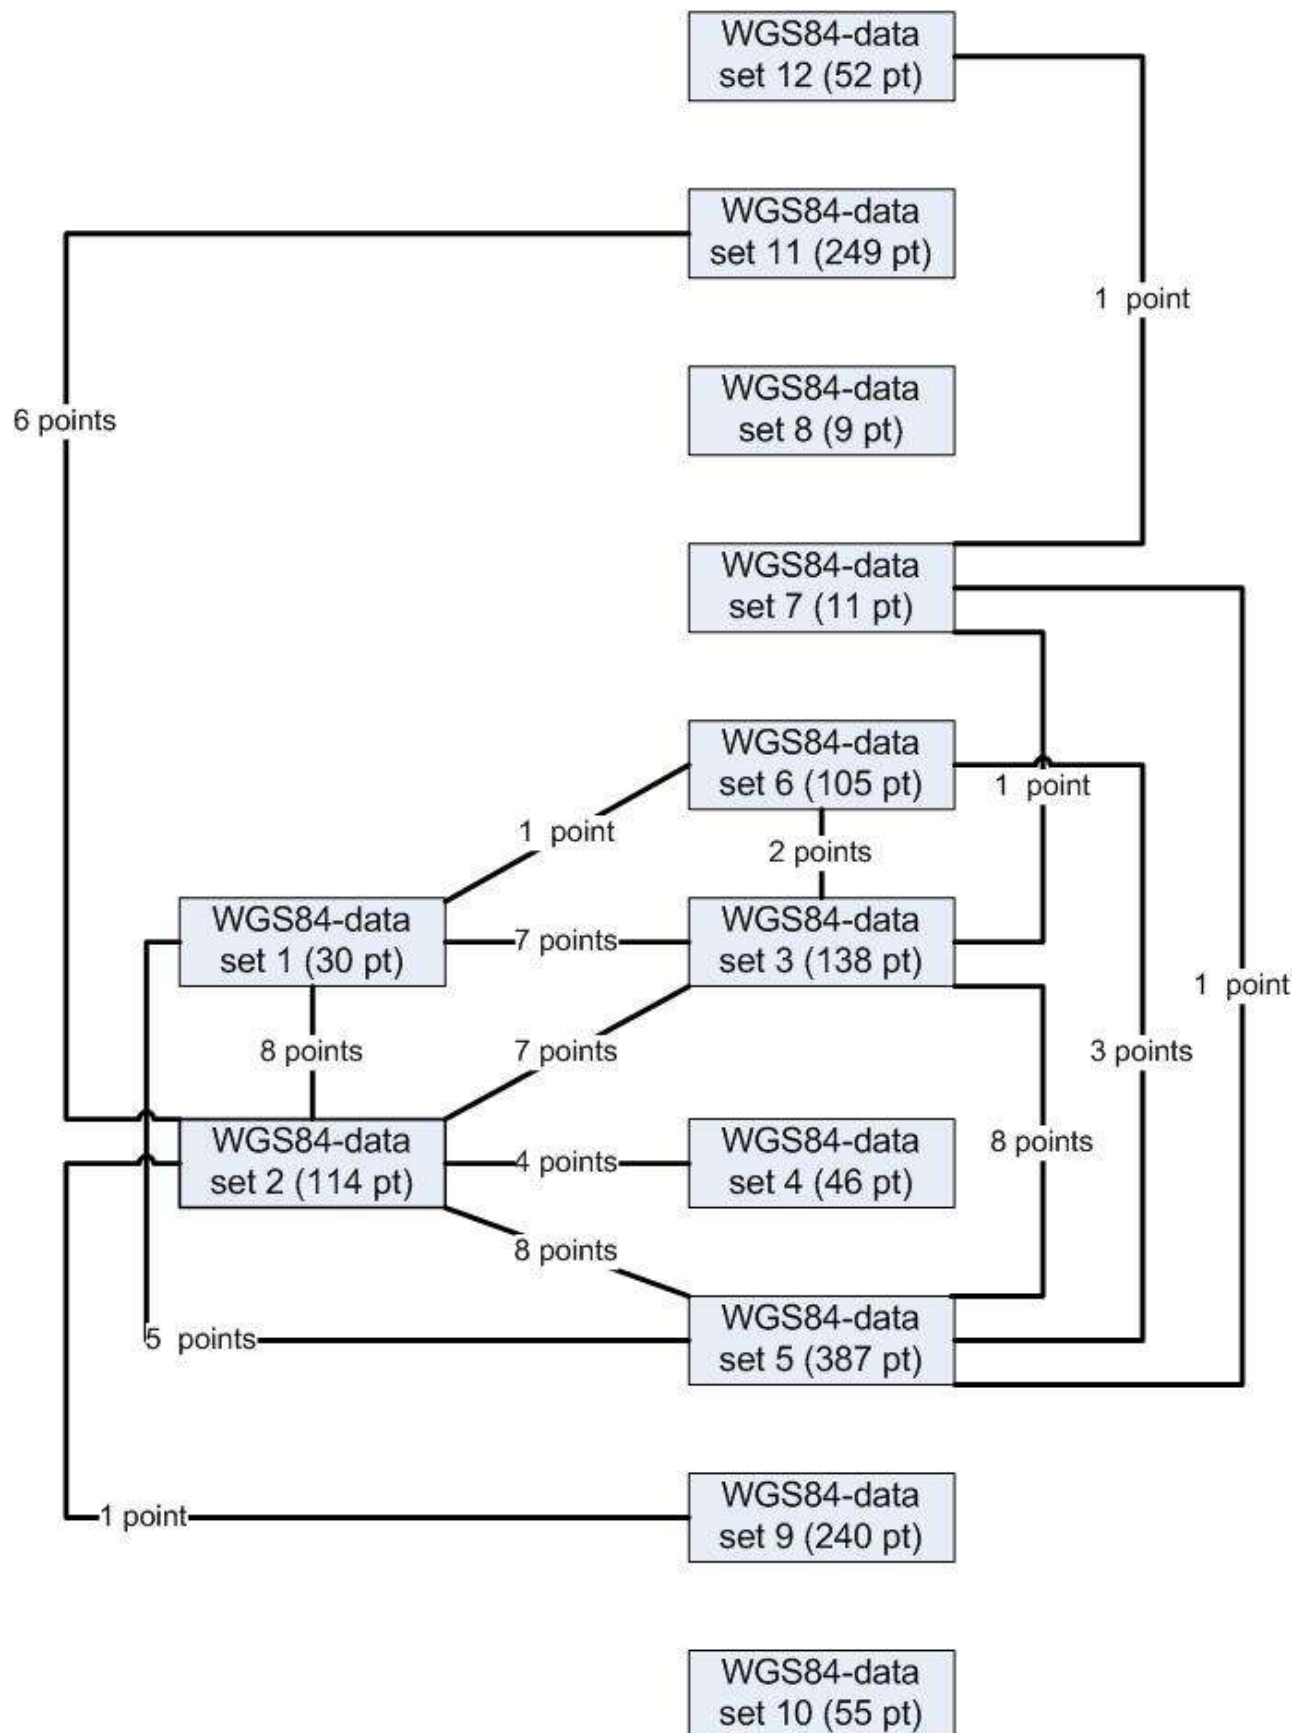 WGS84-data
set 12 (52 pt)
WGS84-data
set 11 (249 pt)
1 point
WGS84-data
set 8 (9 pt)
6 points
WGS84-data
set 7 (11 pt)
WGS84-data
set 6 (105 pt)
1 point
1 point
2 points
WGS84-data
set 1 (30 pt)
7 points
WGS84-data
set 3 (138 pt)
1 point
8 points
7 points
3 points
WGS84-data
set 2 (114 pt)
4 points
WGS84-data
set 4 (46 pt)
8 points
8 points
WGS84-data
set 5 (387 pt)
5 points
WGS84-data
set 9 (240 pt)
1 point
WGS84-data
set 10 (55 pt)